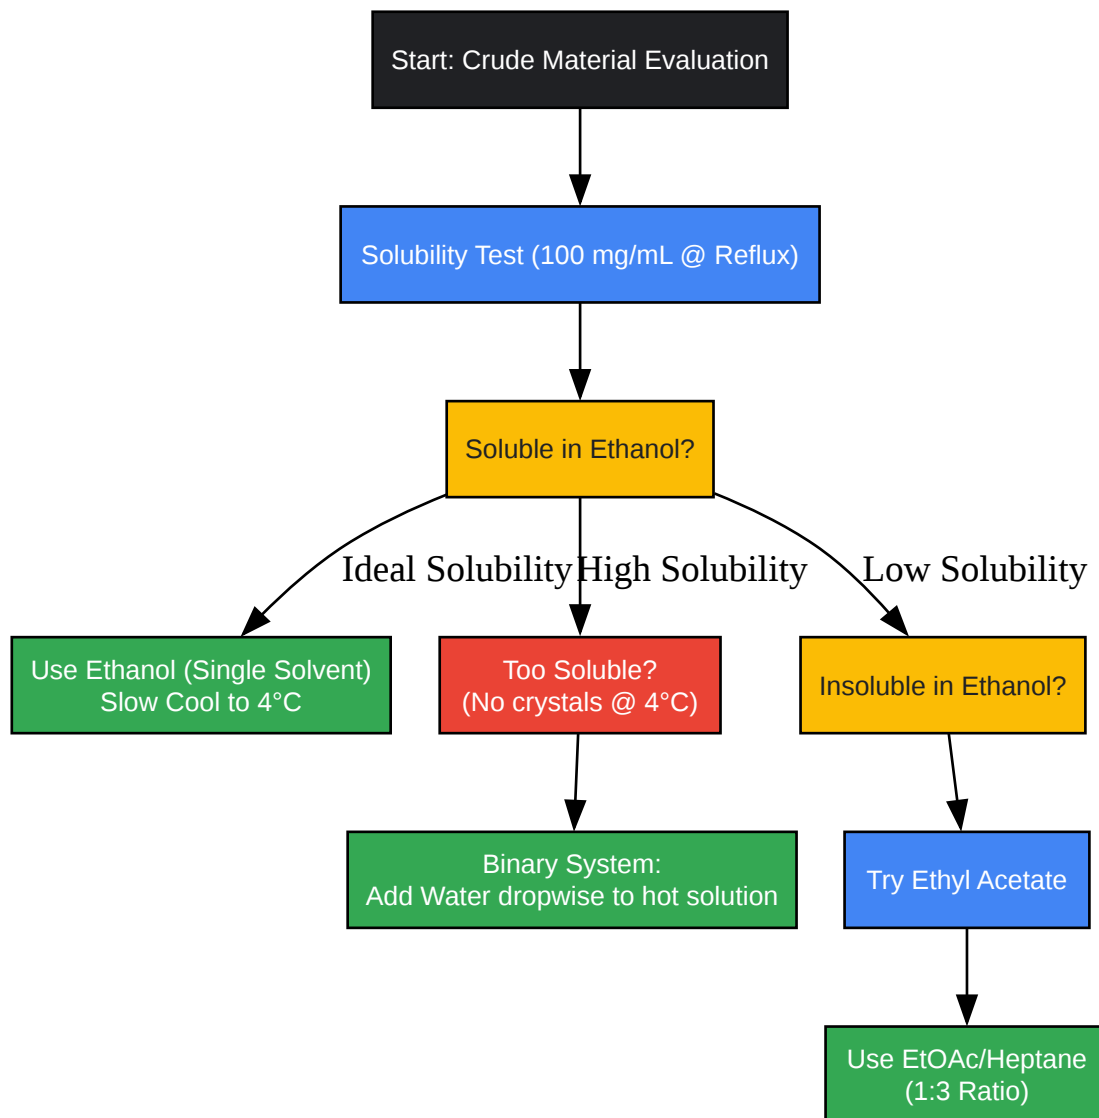 Start: Crude Material Evaluation
Solubility Test (100 mg/mL @ Reflux)
Soluble in Ethanol?
Ideal Solubility
High Solubility
Low Solubility
Use Ethanol (Single Solvent)
Slow Cool to 4°C
Too Soluble?
(No crystals @ 4°C)
Insoluble in Ethanol?
Binary System:
Add Water dropwise to hot solution
Try Ethyl Acetate
Use EtOAc/Heptane
(1:3 Ratio)